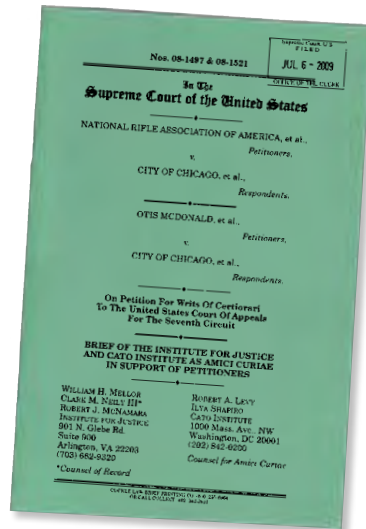 Nos. 08-1497 & 08-1521
Supreme Court, U.S.
FILED
JUL 6 - 2009
OFFICE OF THE CLERK
In The
Supreme Court of the United States
NATIONAL RIFLE ASSOCIATION OF AMERICA, et al.,
Petitioners,
v.
CITY OF CHICAGO, et al.,
Respondents.
OTIS MCDONALD, et al.,
Petitioners,
v.
CITY OF CHICAGO, et al.,
Respondents.
On Petition For Writs Of Certiorari
To The United States Court Of Appeals
For The Seventh Circuit
BRIEF OF THE INSTITUTE FOR JUSTICE
AND CATO INSTITUTE AS AMICI CURIAE
IN SUPPORT OF PETITIONERS
WILLIAM H. MELLOR
CLARK M. NEILY III*
ROBERT J. MCNAMARA
INSTITUTE FOR JUSTICE
901 N. Glebe Rd.
Suite 900
Arlington, VA 22203
(703) 682-9320
*Counsel of Record
ROBERT A. LEVY
ILYA SHAPIRO
CATO INSTITUTE
1000 Mass. Ave., NW
Washington, DC 20001
(202) 842-0200
Counsel for Amici Curiae